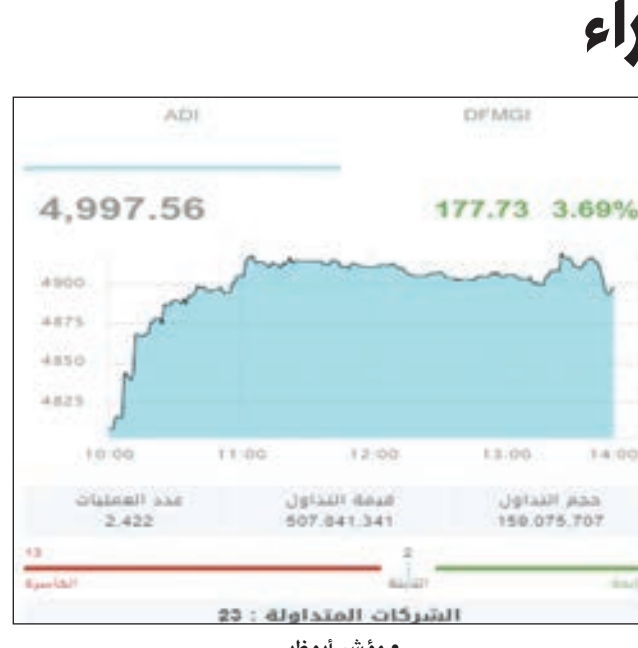 ADI DFMGI
4,997.56 177.73 3.69%
4900
4875
4850
4825
10:00 11:00 12:00 13:00 14:00
حجم التداول قيمة التداول عدد العمليات
159.075.707 507.841.341 2.422
13 2
الثابتة الخاسرة
الشركات المتداولة : 23